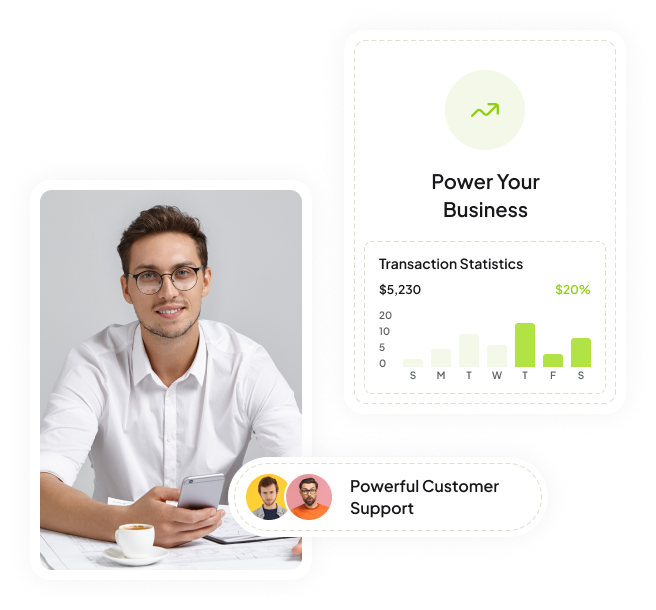 Power Your
Business
Transaction Statistics
$5,230 $20%
20
10
5
0
S M T W T F S
Powerful Customer
Support